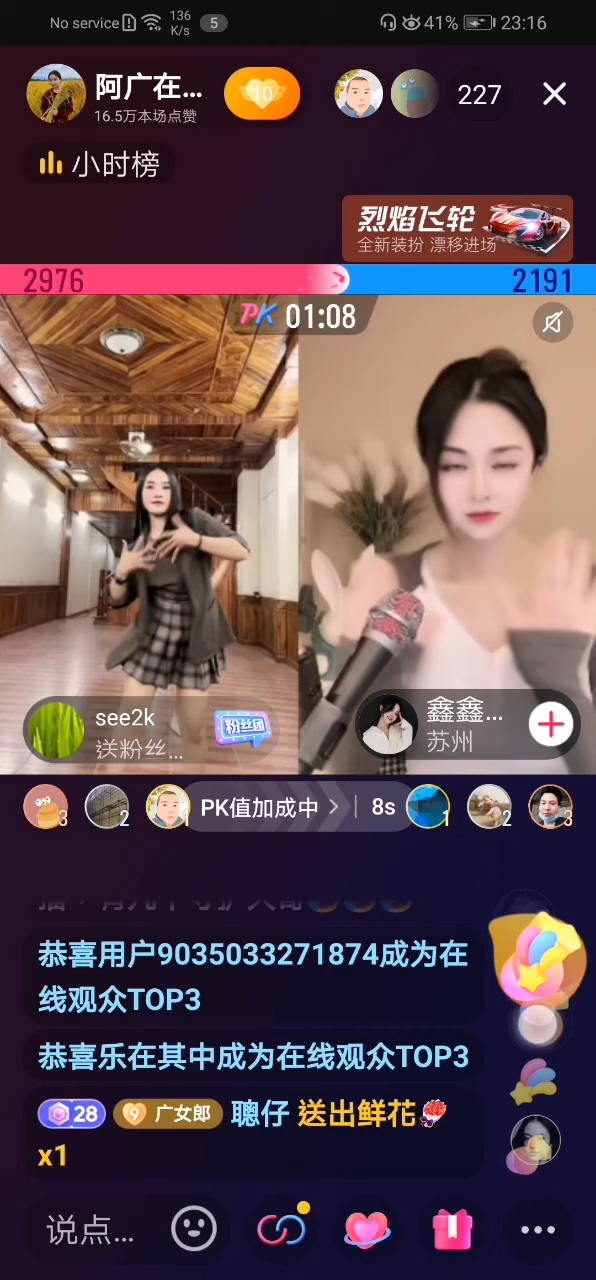 No service
136
K/s
5
41%
23:16
阿广在...
16.5万本场点赞
10
227
小时榜
烈焰飞轮
全新装扮 漂移进场
2976
2191
PK 01:08
see2k
送粉丝...
粉丝团
鑫鑫...
苏州
3
2
1
PK值加成中
8s
1
2
3
恭喜用户9035033271874成为在
线观众TOP3
恭喜乐在其中成为在线观众TOP3
28 9 广女郎 聰仔 送出鲜花
x1
说点...